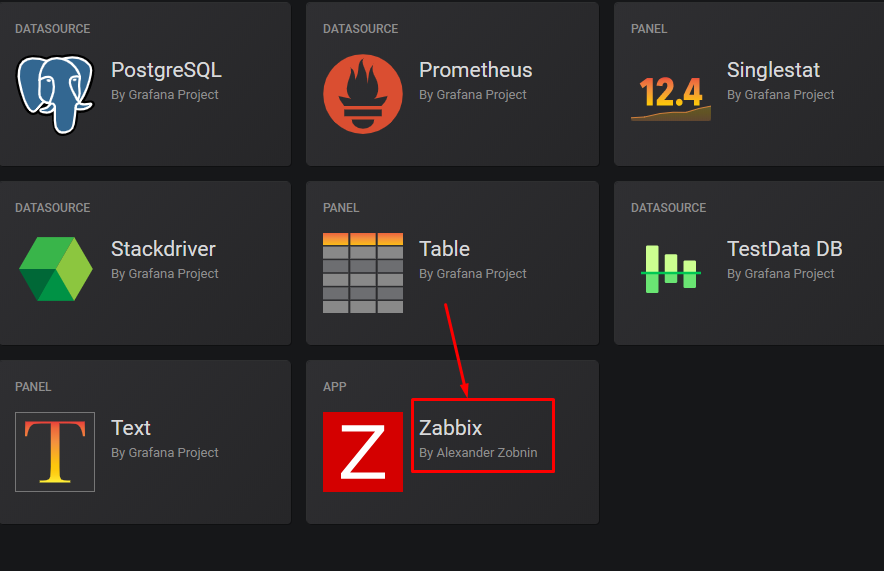 DATASOURCE
PostgreSQL
By Grafana Project
DATASOURCE
Prometheus
By Grafana Project
PANEL
12.4
Singlestat
By Grafana Project
DATASOURCE
Stackdriver
By Grafana Project
PANEL
Table
By Grafana Project
DATASOURCE
TestData DB
By Grafana Project
PANEL
T
Text
By Grafana Project
APP
Z
Zabbix
By Alexander Zobnin